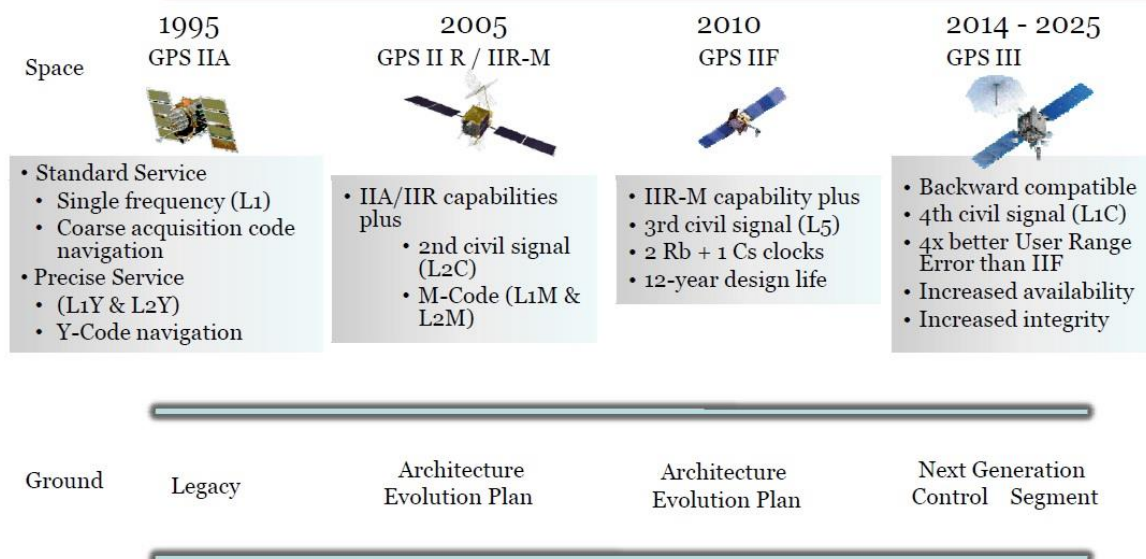 1995
GPS IIA
2005
GPS II R / IIR-M
2010
GPS IIF
2014 - 2025
GPS III
Space
• Standard Service
• Single frequency (L1)
• Coarse acquisition code
navigation
• Precise Service
• (L1Y & L2Y)
• Y-Code navigation
• IIA/IIR capabilities
plus
• 2nd civil signal
(L2C)
• M-Code (L1M &
L2M)
• IIR-M capability plus
• 3rd civil signal (L5)
• 2 Rb + 1 Cs clocks
• 12-year design life
• Backward compatible
• 4th civil signal (L1C)
• 4x better User Range
Error than IIF
• Increased availability
• Increased integrity
Ground
Legacy
Architecture
Evolution Plan
Architecture
Evolution Plan
Next Generation
Control Segment